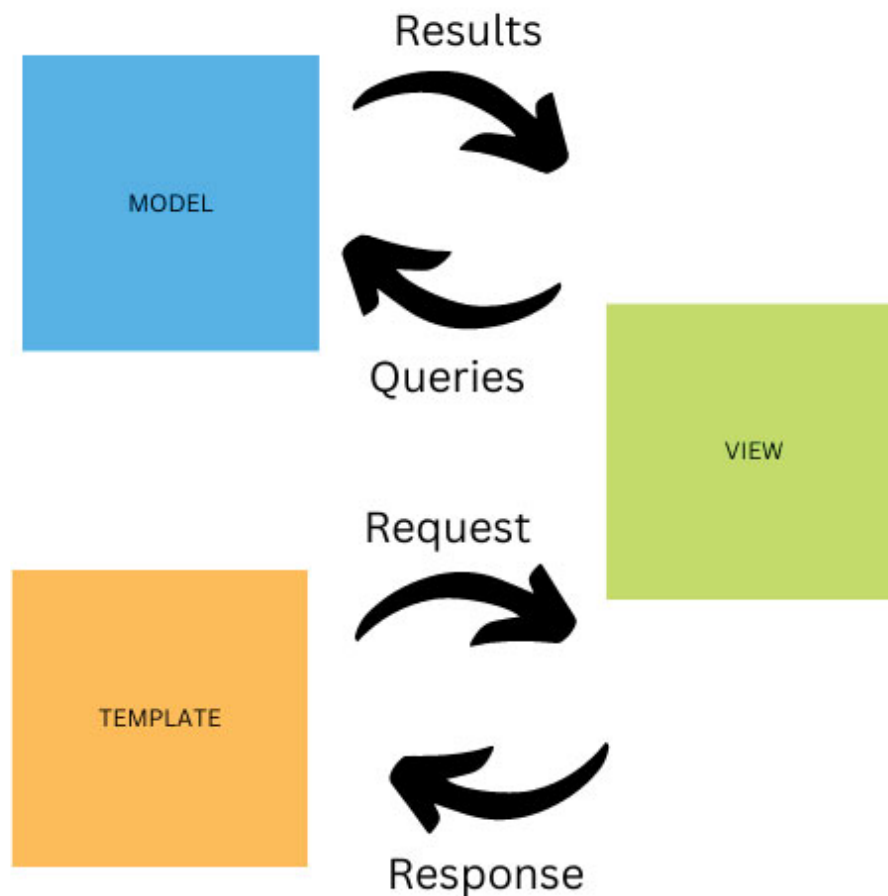 Results
MODEL
Queries
VIEW
Request
TEMPLATE
Response